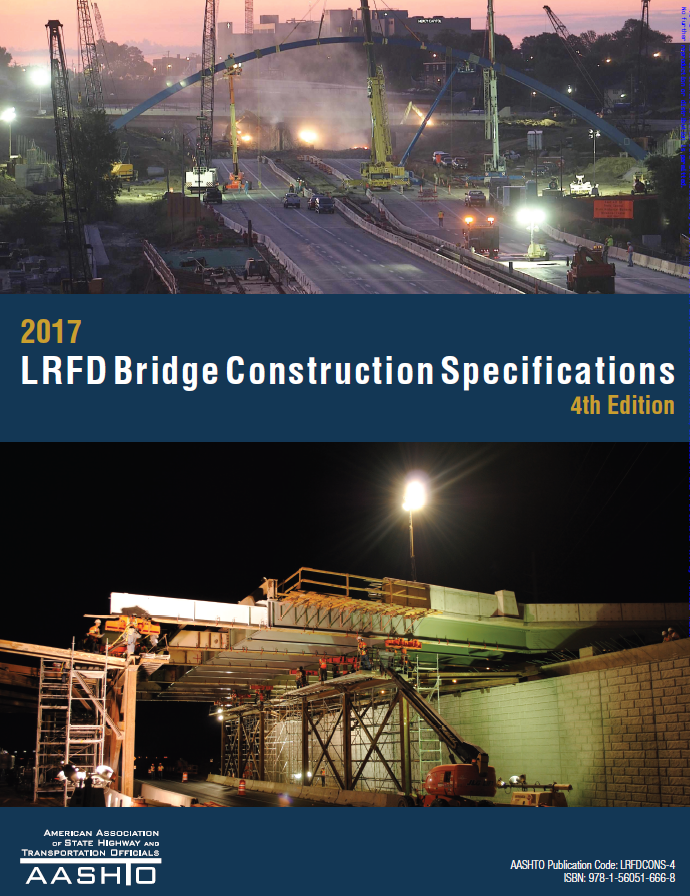 2017
LRFD Bridge Construction Specifications
4th Edition
AMERICAN ASSOCIATION
OF STATE HIGHWAY AND
TRANSPORTATION OFFICIALS
AASHTO
AASHTO Publication Code: LRFDCONS-4
ISBN: 978-1-56051-666-8